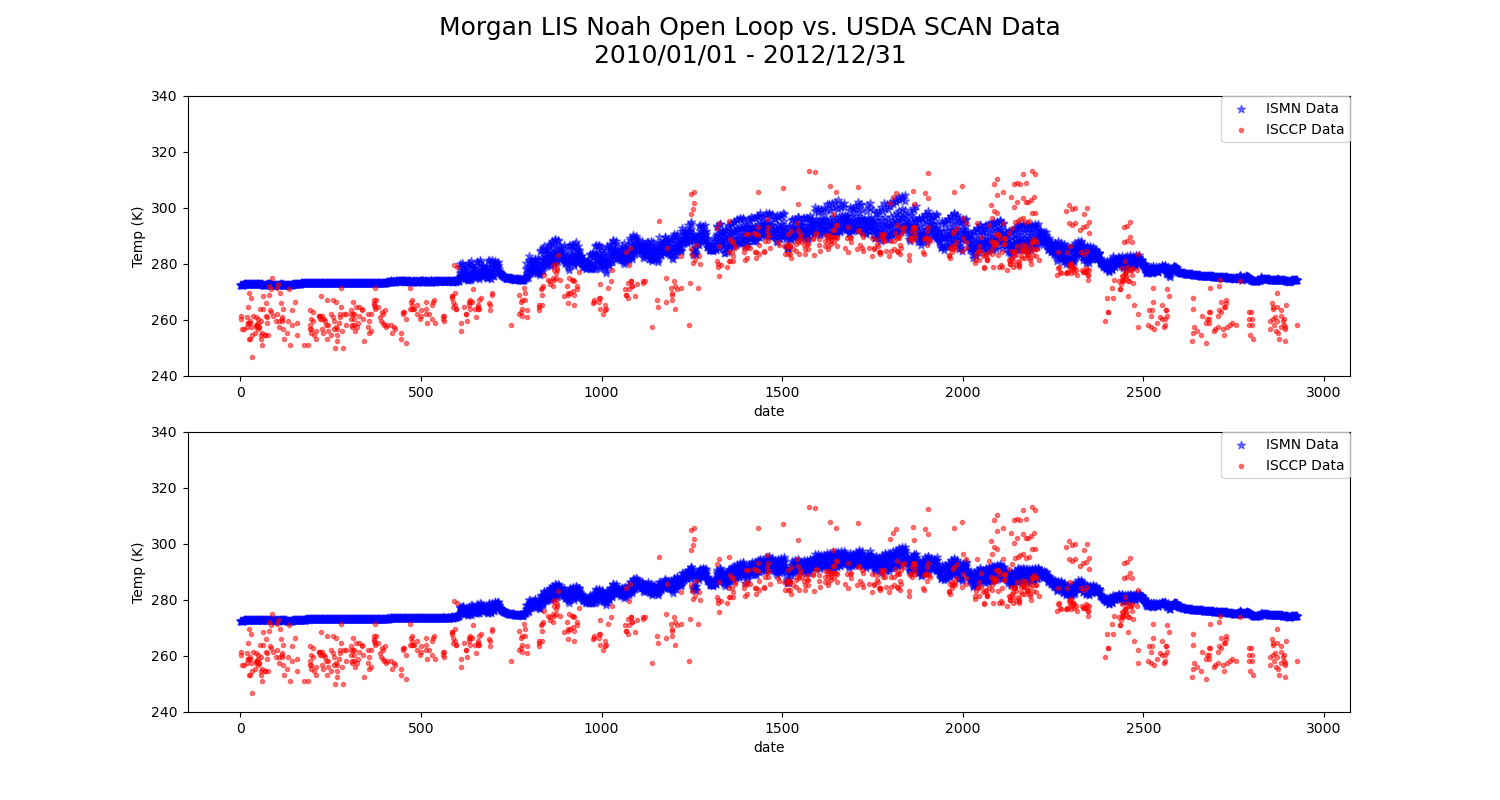 Morgan LIS Noah Open Loop vs. USDA SCAN Data
2010/01/01 - 2012/12/31
340
320
300
280
260
240
Temp (K)
ISMN Data
ISCCP Data
0 500 1000 1500 2000 2500 3000
date
340
320
300
280
260
240
Temp (K)
ISMN Data
ISCCP Data
0 500 1000 1500 2000 2500 3000
date